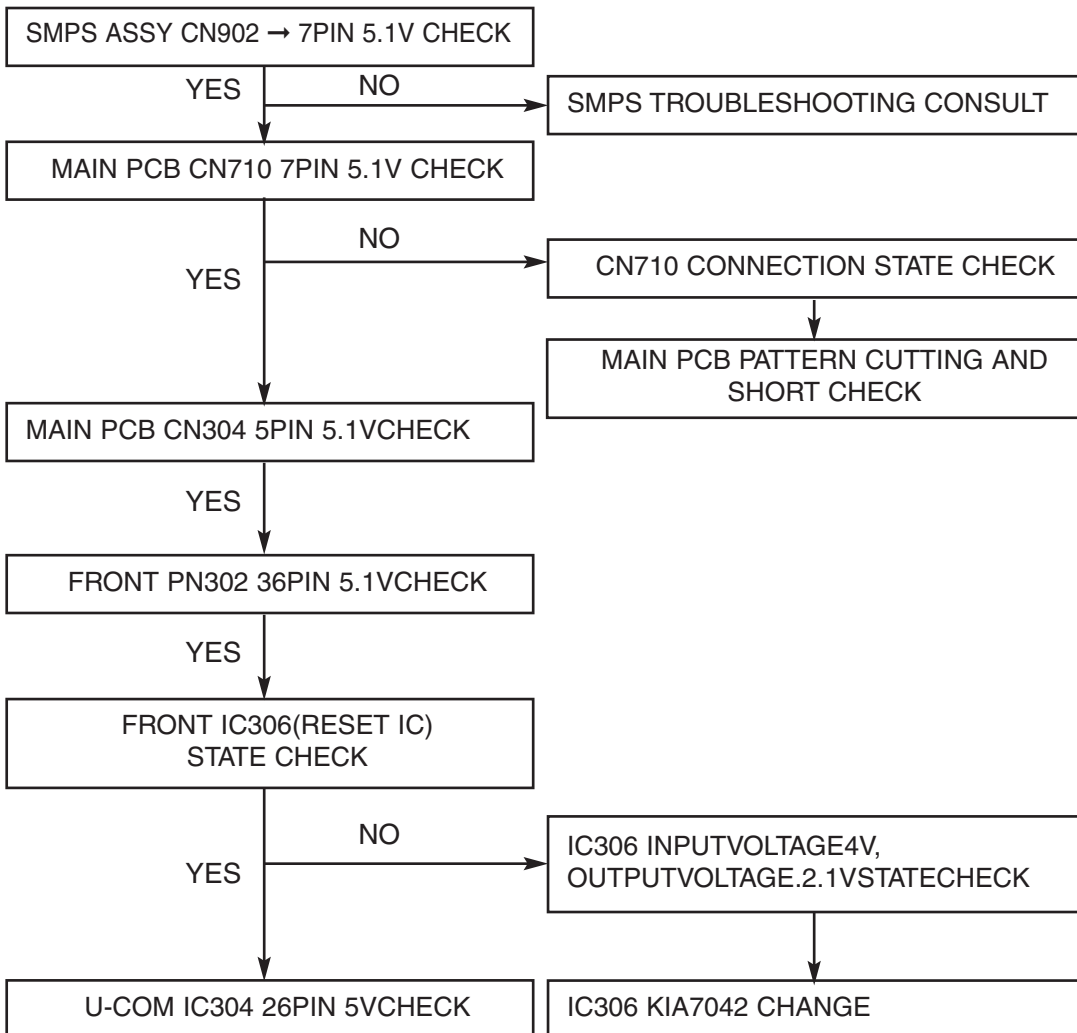 SMPS ASSY CN902 → 7PIN 5.1V CHECK
YES
NO
SMPS TROUBLESHOOTING CONSULT
MAIN PCB CN710 7PIN 5.1V CHECK
NO
YES
CN710 CONNECTION STATE CHECK
MAIN PCB PATTERN CUTTING AND
SHORT CHECK
MAIN PCB CN304 5PIN 5.1VCHECK
YES
FRONT PN302 36PIN 5.1VCHECK
YES
FRONT IC306(RESET IC)
STATE CHECK
NO
YES
IC306 INPUTVOLTAGE4V,
OUTPUTVOLTAGE.2.1VSTATECHECK
U-COM IC304 26PIN 5VCHECK
IC306 KIA7042 CHANGE